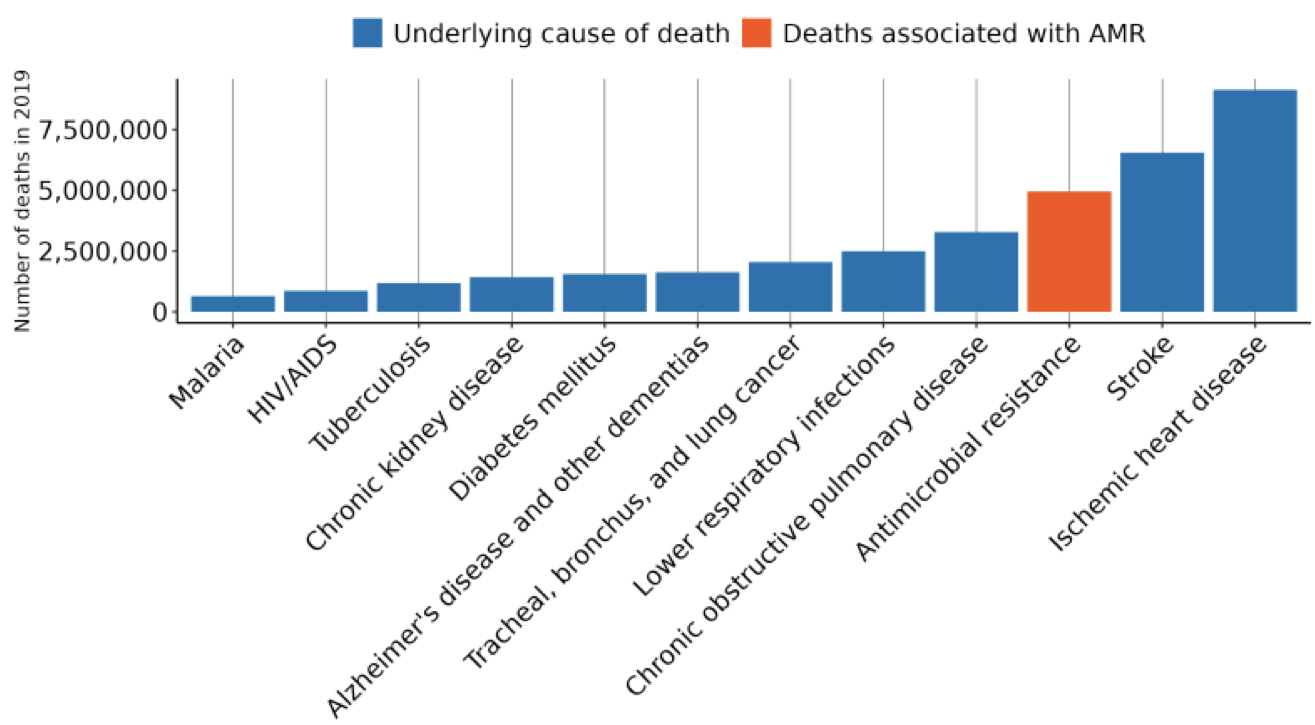 Underlying cause of death
Deaths associated with AMR
Number of deaths in 2019
7,500,000
5,000,000
2,500,000
0
Malaria
HIV/AIDS
Tuberculosis
Chronic kidney disease
Diabetes mellitus
Alzheimer's disease and other dementias
Tracheal, bronchus, and lung cancer
Lower respiratory infections
Chronic obstructive pulmonary disease
Antimicrobial resistance
Stroke
Ischemic heart disease